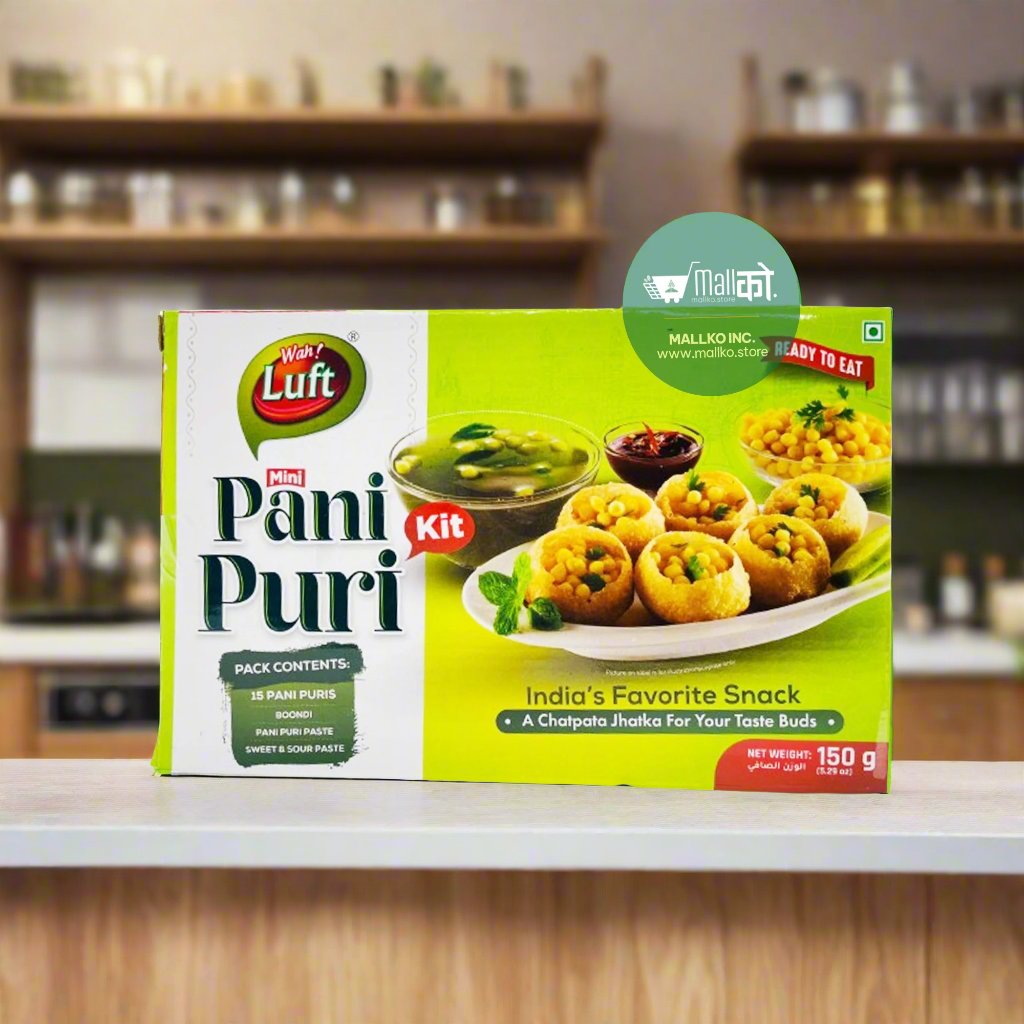 mallको.
mallko.store
MALLKO INC.
www.mallko.store
READY TO EAT
Wah!
Luft
®
Mini
Pani
Puri
Kit
PACK CONTENTS:
15 PANI PURIS
BOONDI
PANI PURI PASTE
SWEET & SOUR PASTE
India's Favorite Snack
• A Chatpata Jhatka For Your Taste Buds •
NET WEIGHT: 150 g
الوزن الصافي (5.29 oz)